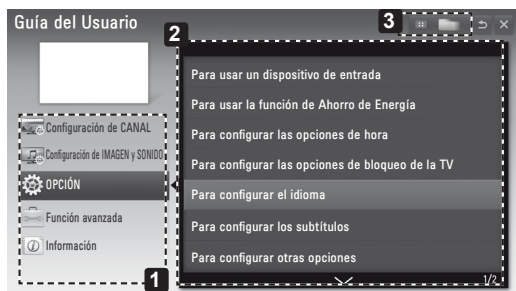 Guía del Usuario
3
2
Configuración de CANAL
Configuración de IMAGEN y SONIDO
OPCIÓN
Función avanzada
Información
1
Para usar un dispositivo de entrada
Para usar la función de Ahorro de Energía
Para configurar las opciones de hora
Para configurar las opciones de bloqueo de la TV
Para configurar el idioma
Para configurar los subtítulos
Para configurar otras opciones
1/2